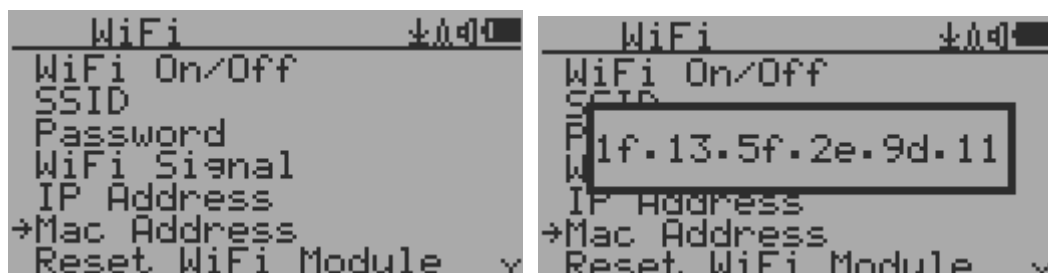 WiFi
WiFi On/Off
SSID
Password
WiFi Signal
IP Address
→Mac Address
Reset WiFi Module
WiFi
WiFi On/Off
SSID
1f.13.5f.2e.9d.11
IP Address
→Mac Address
Reset WiFi Module